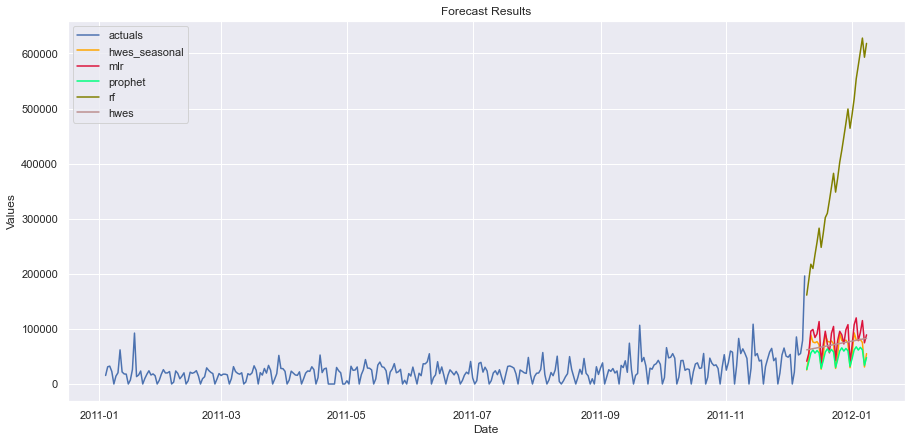 Forecast Results
actuals
hwes_seasonal
mlr
prophet
rf
hwes
Values
600000
500000
400000
300000
200000
100000
0
2011-01 2011-03 2011-05 2011-07 2011-09 2011-11 2012-01
Date